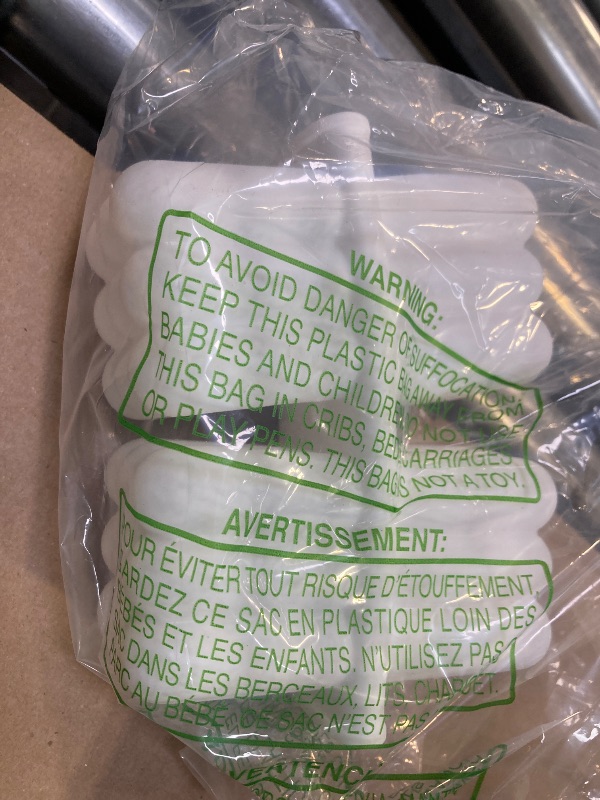 WARNING:
TO AVOID DANGER OF SUFFOCATION,
KEEP THIS PLASTIC BAG AWAY FROM
BABIES AND CHILDREN. DO NOT USE
THIS BAG IN CRIBS, BEDS, CARRIAGES
OR PLAY PENS. THIS BAG IS NOT A TOY.
AVERTISSEMENT:
POUR ÉVITER TOUT RISQUE D'ÉTOUFFEMENT,
GARDEZ CE SAC EN PLASTIQUE LOIN DES
BÉBÉS ET LES ENFANTS. N'UTILISEZ PAS
SAC DANS LES BERCEAUX, LITS,
PARC AU BÉBÉ. CE SAC N'EST PAS